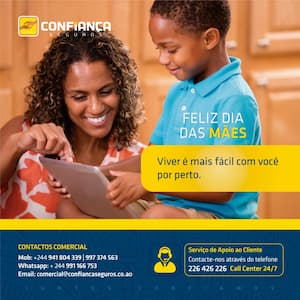 CONFIANÇA
SEGUROS
FELIZ DIA
DAS MÃES
Viver é mais fácil com você
por perto.
CONTACTOS COMERCIAL
Mob: +244 941 804 339 | 997 374 563
Whatsapp: + 244 991 166 753
Email: comercial@confiancaseguros.co.ao
Serviço de Apoio ao Cliente
Contacte-nos através do telefone
226 426 226 Call Center 24/7